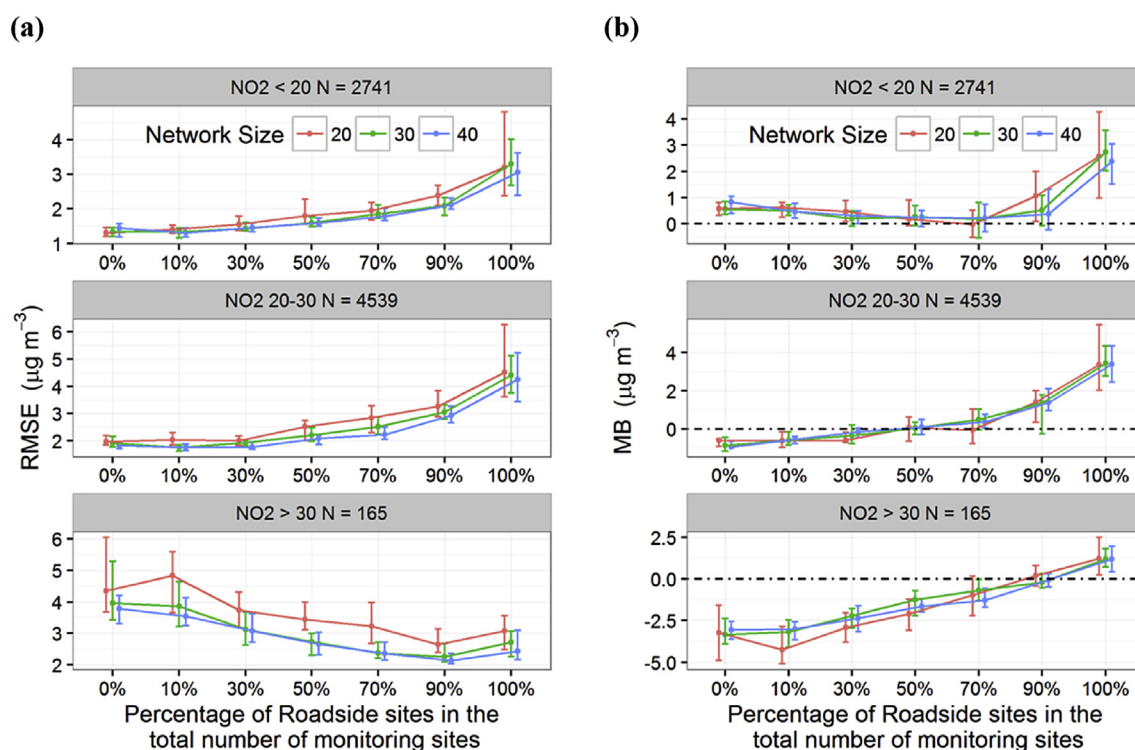 (a)
NO2 < 20 N = 2741
Network Size 20 30 40
4
3
2
1
0% 10% 30% 50% 70% 90% 100%
NO2 20-30 N = 4539
6
5
4
3
2
0% 10% 30% 50% 70% 90% 100%
NO2 > 30 N = 165
6
5
4
3
2
0% 10% 30% 50% 70% 90% 100%
RMSE (µg m⁻³)
Percentage of Roadside sites in the
total number of monitoring sites
(b)
NO2 < 20 N = 2741
Network Size 20 30 40
4
3
2
1
0
0% 10% 30% 50% 70% 90% 100%
NO2 20-30 N = 4539
4
2
0
0% 10% 30% 50% 70% 90% 100%
NO2 > 30 N = 165
2.5
0.0
-2.5
-5.0
0% 10% 30% 50% 70% 90% 100%
MB (µg m⁻³)
Percentage of Roadside sites in the
total number of monitoring sites